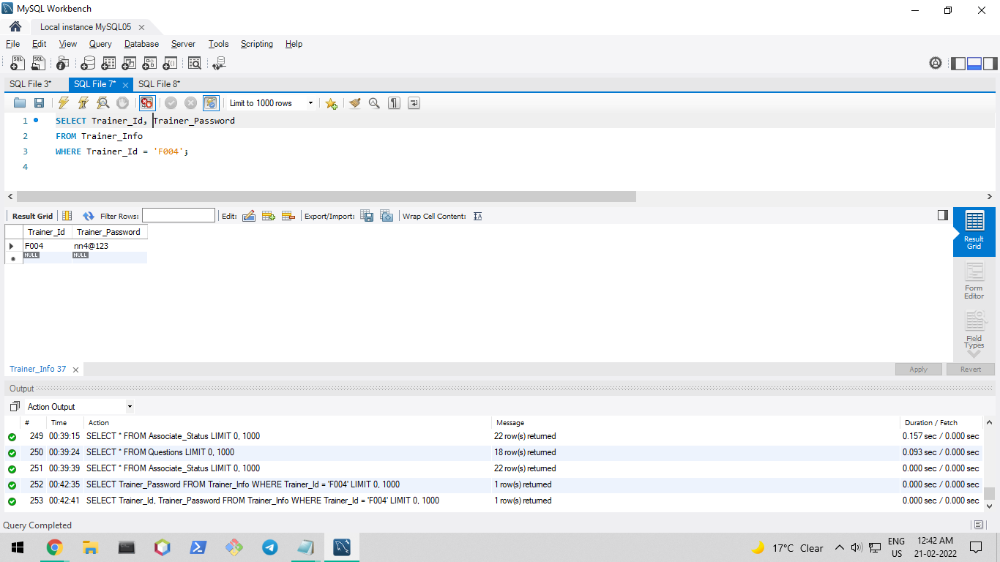 MySQL Workbench
Local instance MySQL05
File Edit View Query Database Server Tools Scripting Help
SQL File 3* SQL File 7* SQL File 8*
Limit to 1000 rows
1 SELECT Trainer_Id, Trainer_Password
2 FROM Trainer_Info
3 WHERE Trainer_Id = 'F004';
4
Result Grid Filter Rows: Edit: Export/Import: Wrap Cell Content:
Trainer_Id Trainer_Password
F004 nn4@123
NULL NULL
Result
Grid
Form
Editor
Field
Types
Trainer_Info 37 Apply Revert
Output
Action Output
# Time Action Message Duration / Fetch
249 00:39:15 SELECT * FROM Associate_Status LIMIT 0, 1000 22 row(s) returned 0.157 sec / 0.000 sec
250 00:39:24 SELECT * FROM Questions LIMIT 0, 1000 18 row(s) returned 0.093 sec / 0.000 sec
251 00:39:39 SELECT * FROM Associate_Status LIMIT 0, 1000 22 row(s) returned 0.000 sec / 0.000 sec
252 00:42:35 SELECT Trainer_Password FROM Trainer_Info WHERE Trainer_Id = 'F004' LIMIT 0, 1000 1 row(s) returned 0.000 sec / 0.000 sec
253 00:42:41 SELECT Trainer_Id, Trainer_Password FROM Trainer_Info WHERE Trainer_Id = 'F004' LIMIT 0, 1000 1 row(s) returned 0.000 sec / 0.000 sec
Query Completed
17°C Clear
ENG
US
12:42 AM
21-02-2022